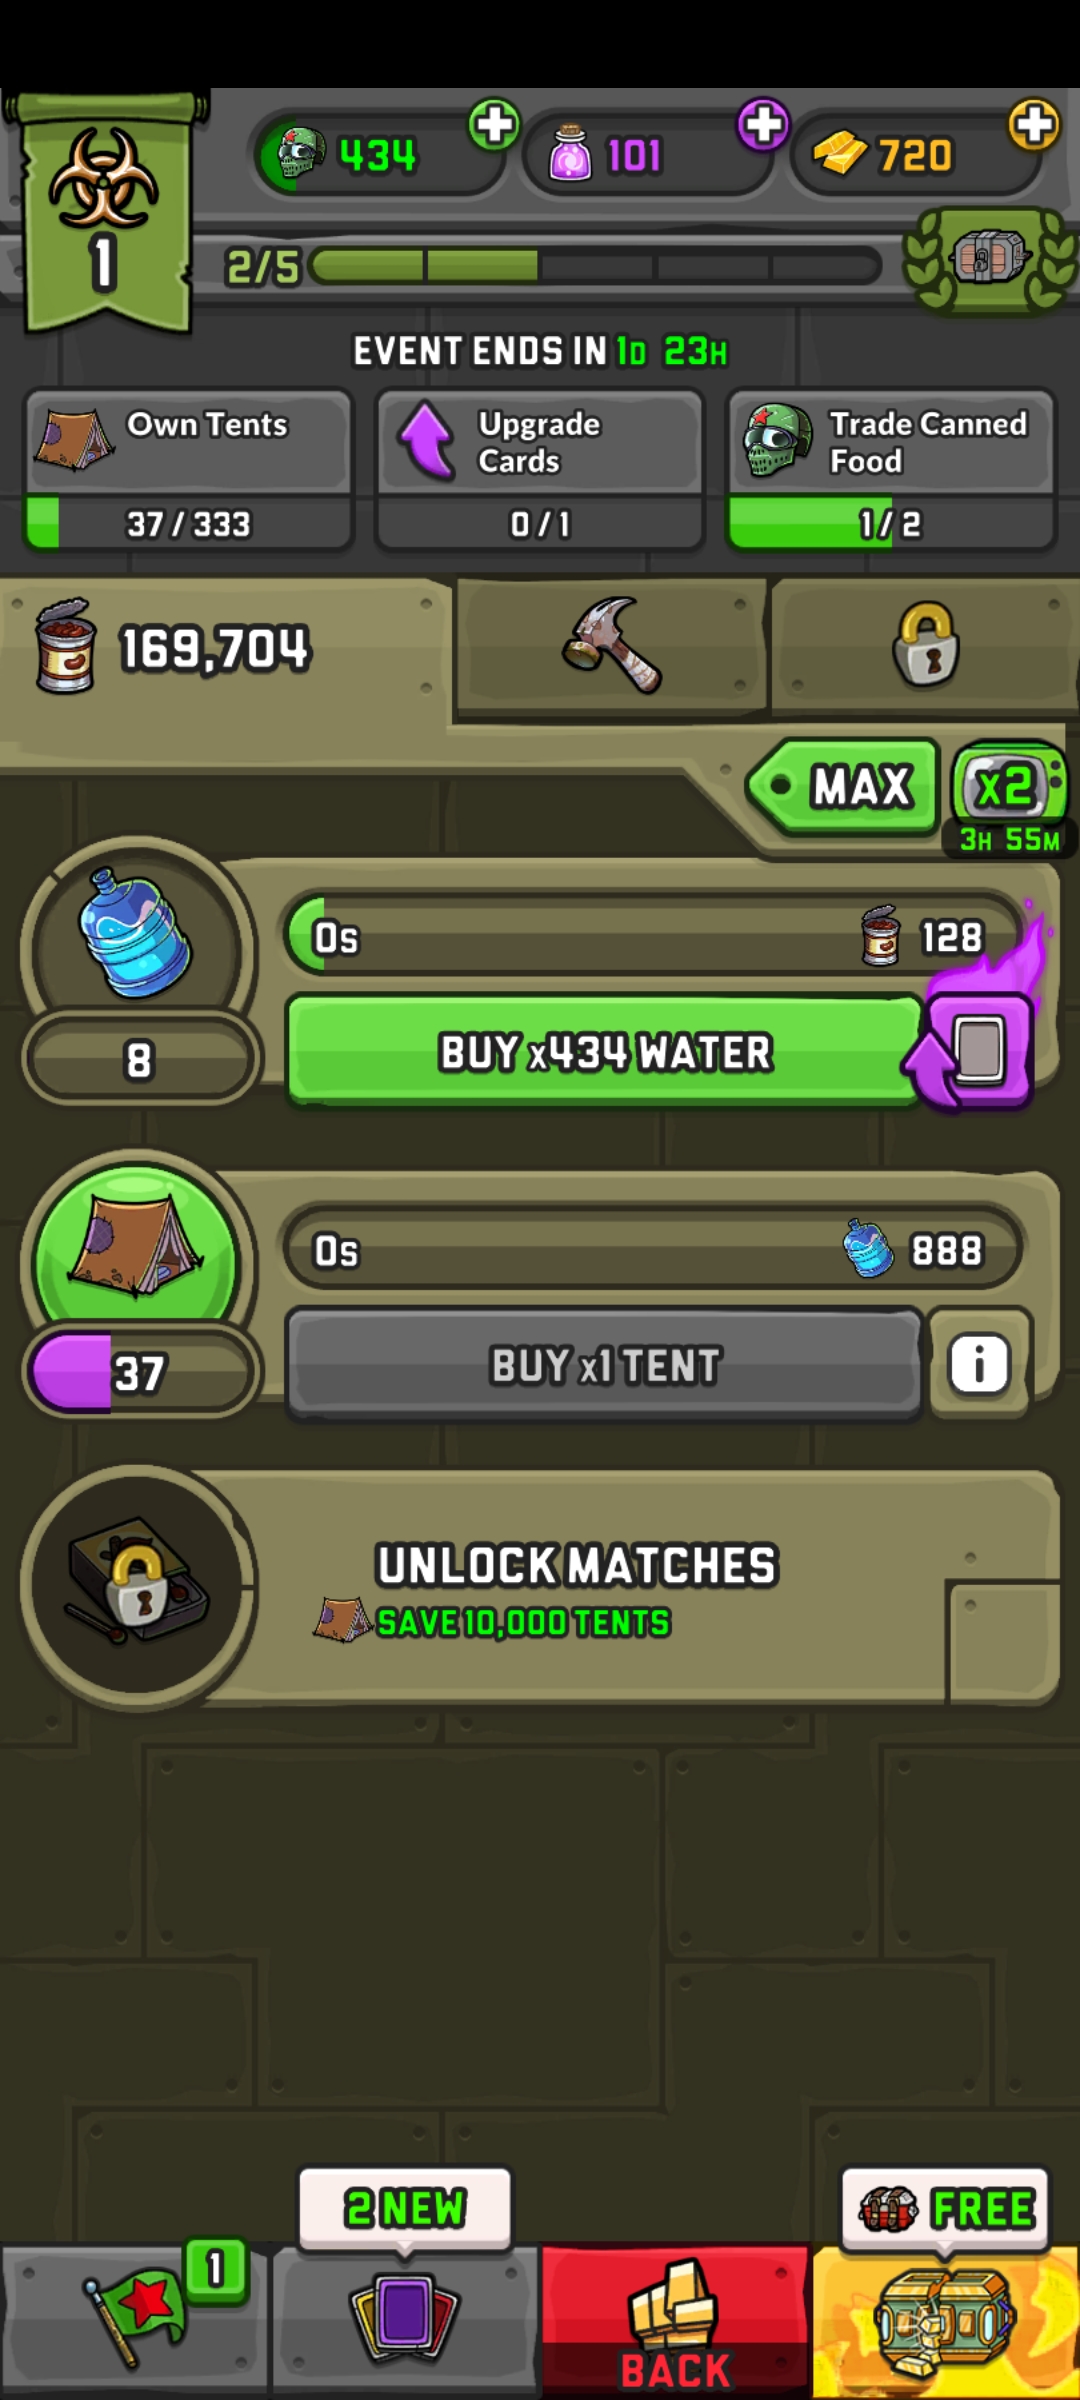 434
101
720
1
2/5
EVENT ENDS IN 1D 23H
Own Tents
37 / 333
Upgrade
Cards
0 / 1
Trade Canned
Food
1 / 2
169,704
MAX
x2
3H 55M
0s
128
8
BUY x434 WATER
0s
888
37
BUY x1 TENT
i
UNLOCK MATCHES
SAVE 10,000 TENTS
2 NEW
FREE
1
BACK